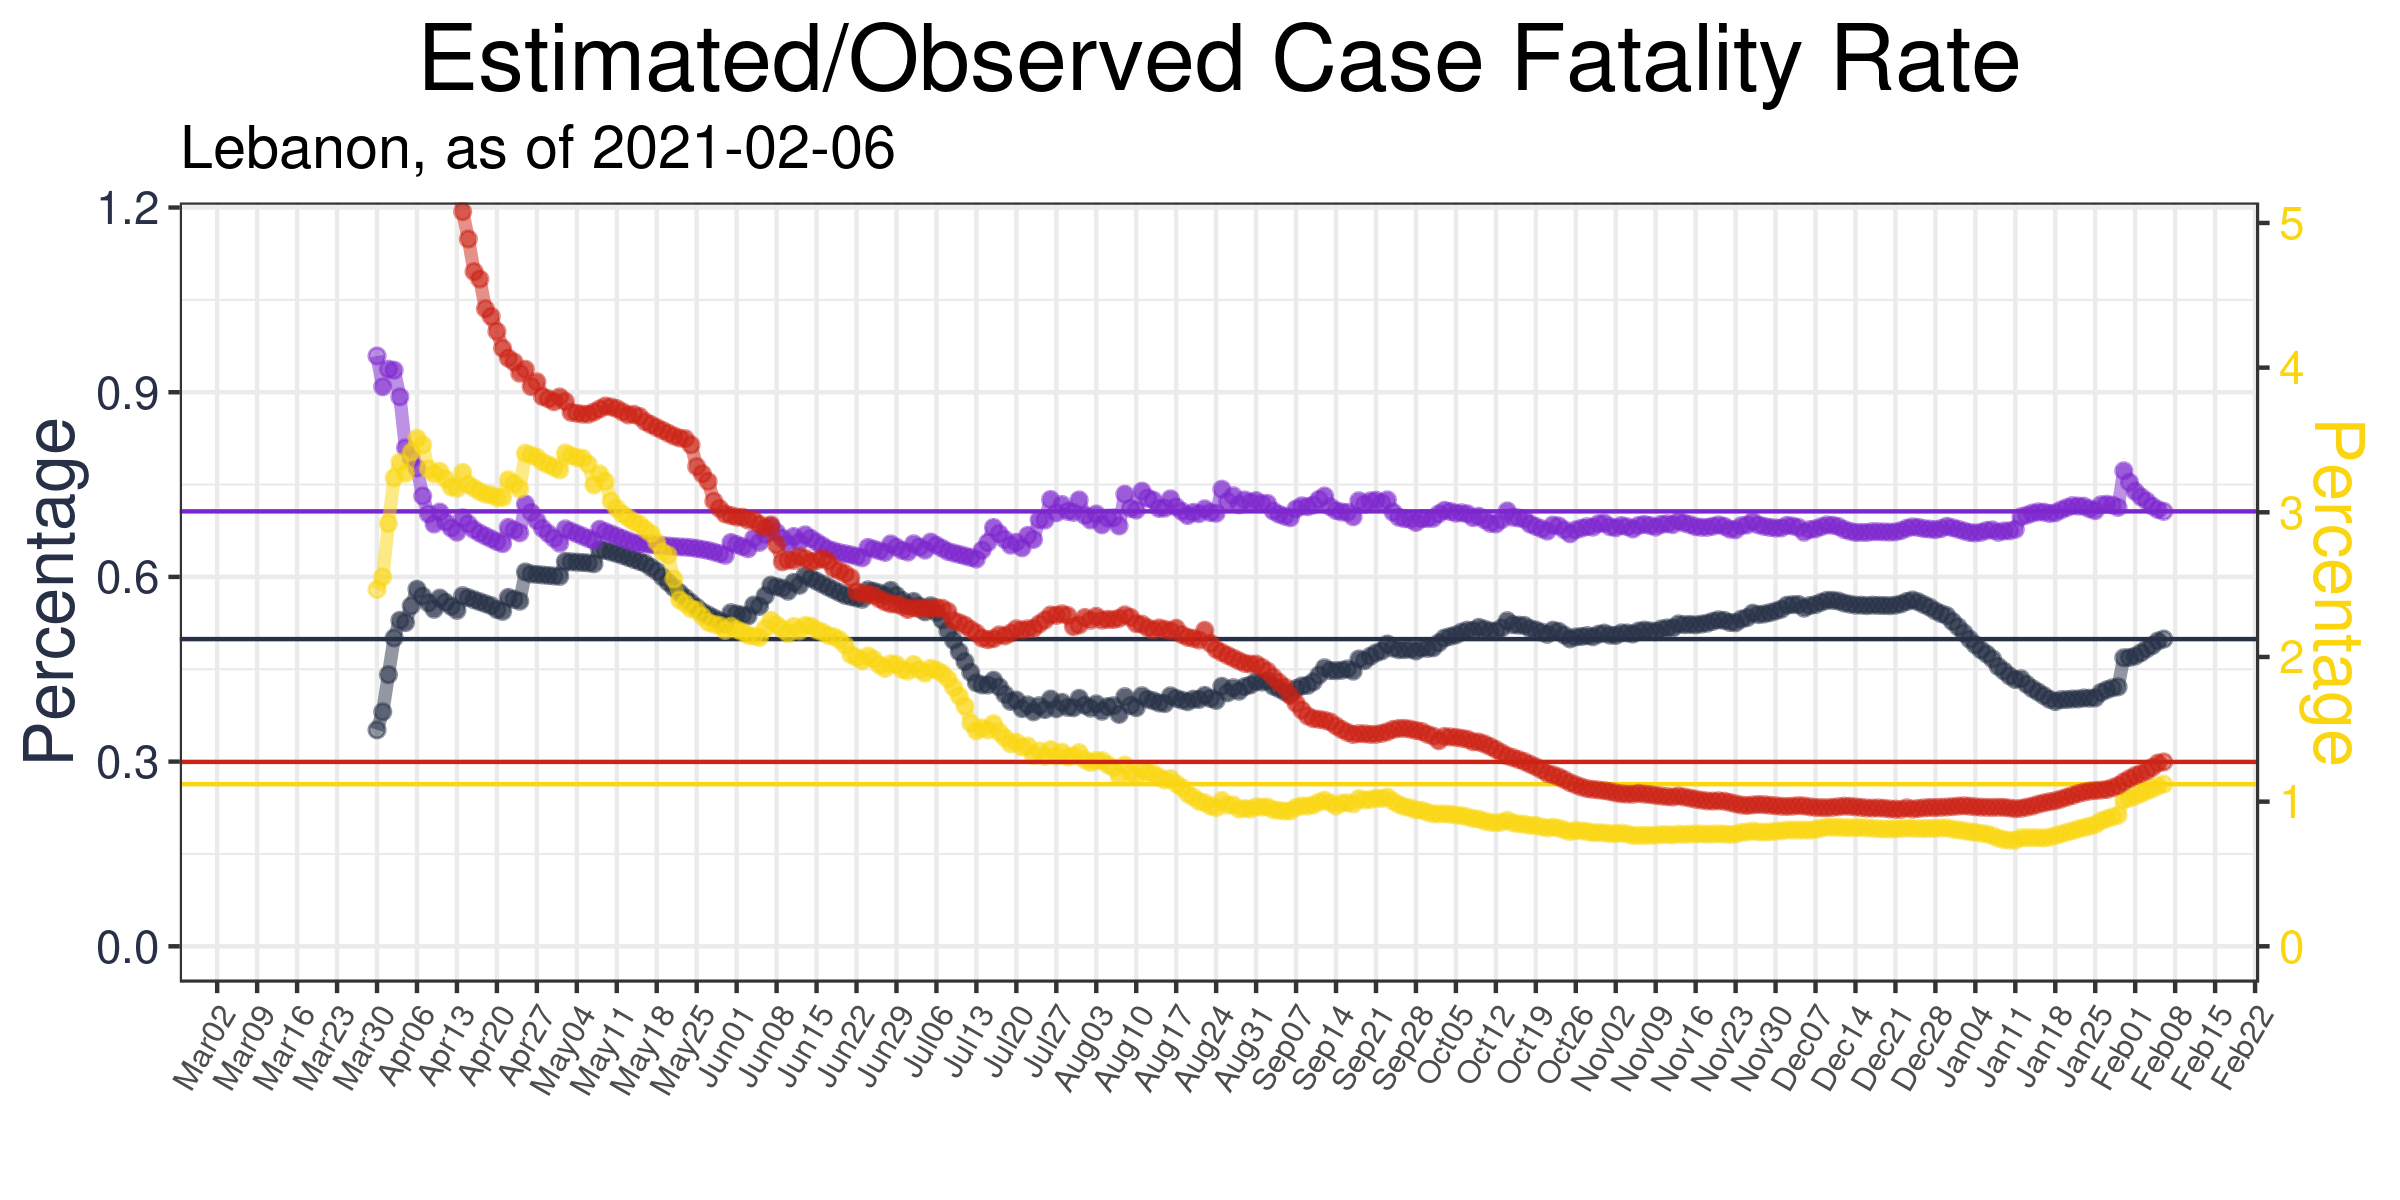 Estimated/Observed Case Fatality Rate
Lebanon, as of 2021-02-06
Percentage
1.2
0.9
0.6
0.3
0.0
5
4
3
2
1
0
Percentage
Mar02 Mar09 Mar16 Mar23 Mar30 Apr06 Apr13 Apr20 Apr27 May04 May11 May18 May25 Jun01 Jun08 Jun15 Jun22 Jun29 Jul06 Jul13 Jul20 Jul27 Aug03 Aug10 Aug17 Aug24 Aug31 Sep07 Sep14 Sep21 Sep28 Oct05 Oct12 Oct19 Oct26 Nov02 Nov09 Nov16 Nov23 Nov30 Dec07 Dec14 Dec21 Dec28 Jan04 Jan11 Jan18 Jan25 Feb01 Feb08 Feb15 Feb22